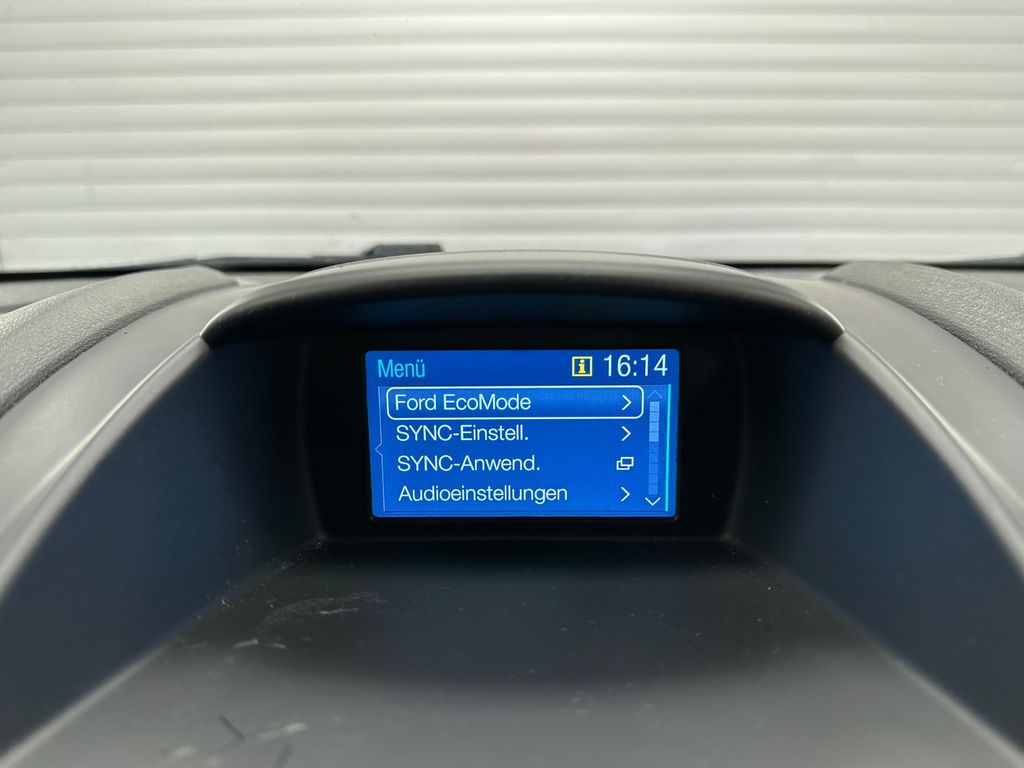 Menü 16:14
Ford EcoMode
SYNC-Einstell.
SYNC-Anwend.
Audioeinstellungen